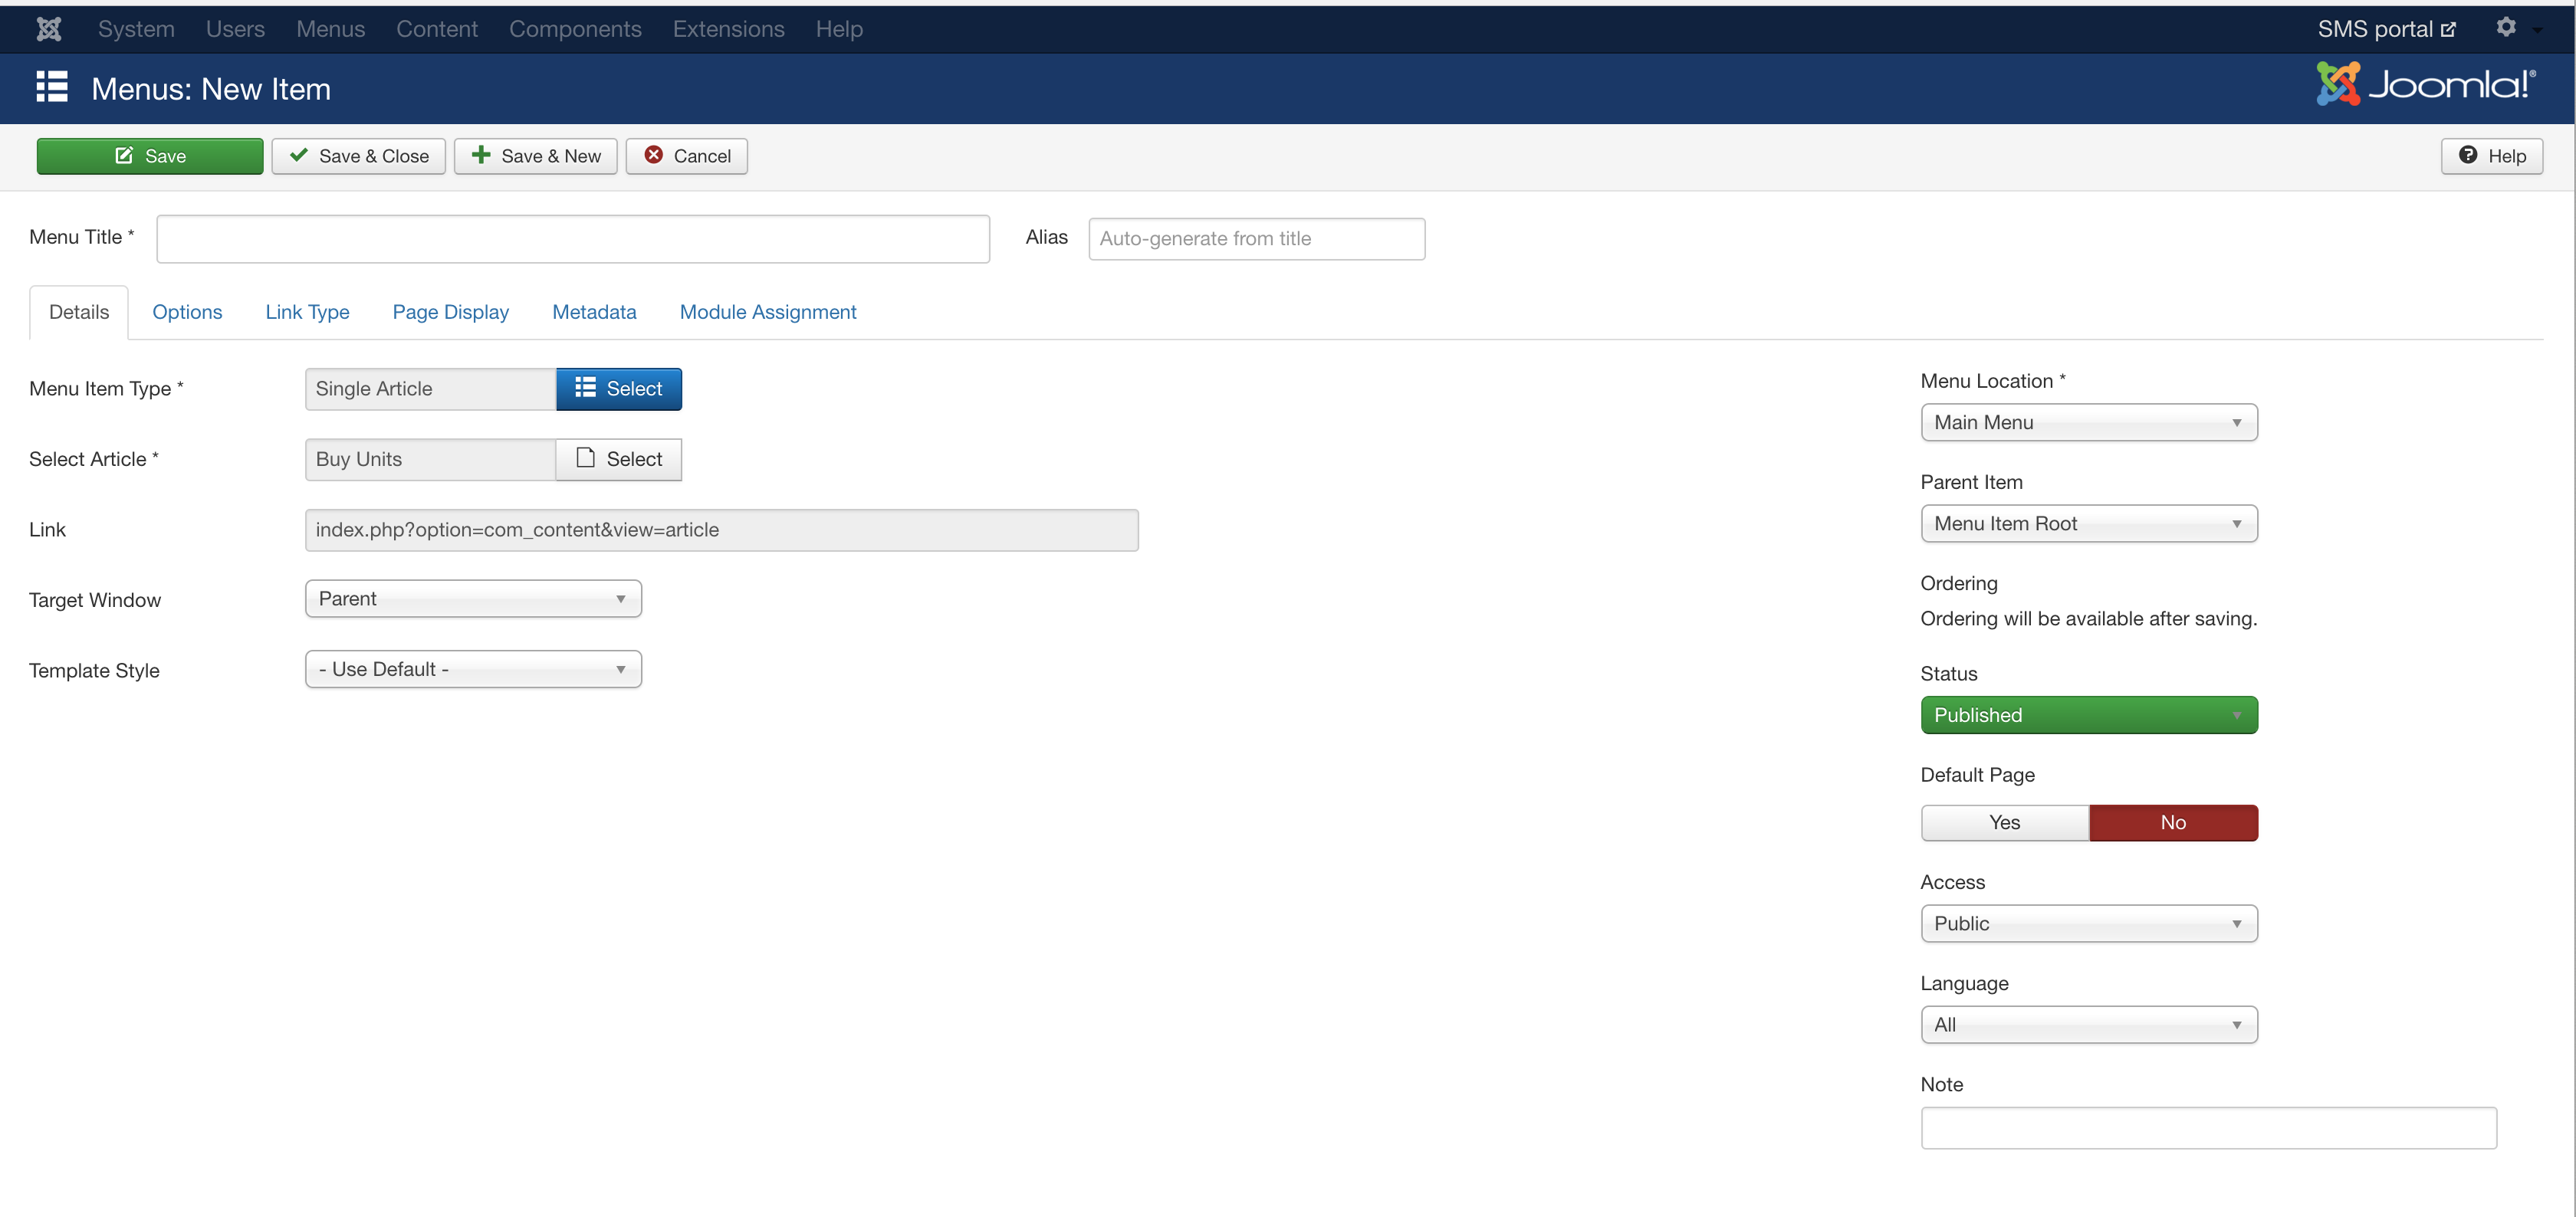 System Users Menus Content Components Extensions Help SMS portal
Menus: New Item Joomla!®
Save Save & Close Save & New Cancel Help
Menu Title * Alias Auto-generate from title
Details Options Link Type Page Display Metadata Module Assignment
Menu Item Type * Single Article Select
Select Article * Buy Units Select
Link index.php?option=com_content&view=article
Target Window Parent
Template Style - Use Default -
Menu Location *
Main Menu
Parent Item
Menu Item Root
Ordering
Ordering will be available after saving.
Status
Published
Default Page
Yes No
Access
Public
Language
All
Note